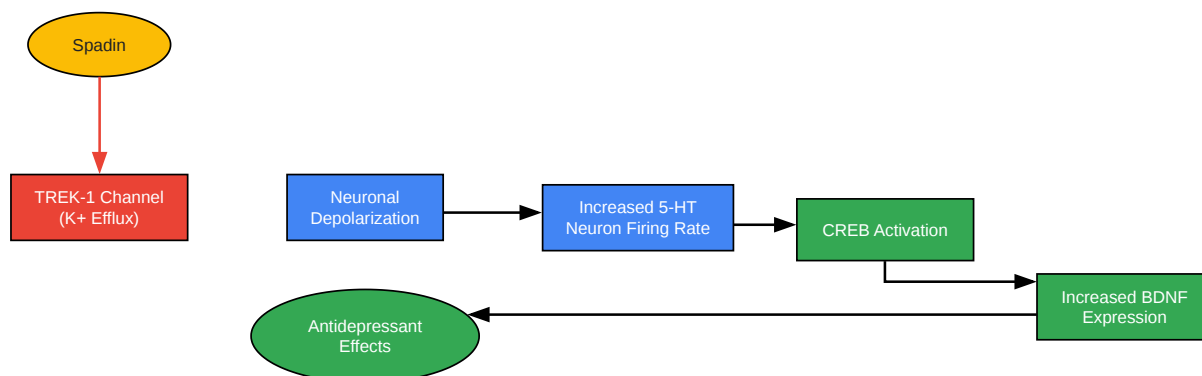 Spadin
TREK-1 Channel
(K+ Efflux)
Neuronal
Depolarization
Increased 5-HT
Neuron Firing Rate
CREB Activation
Increased BDNF
Expression
Antidepressant
Effects